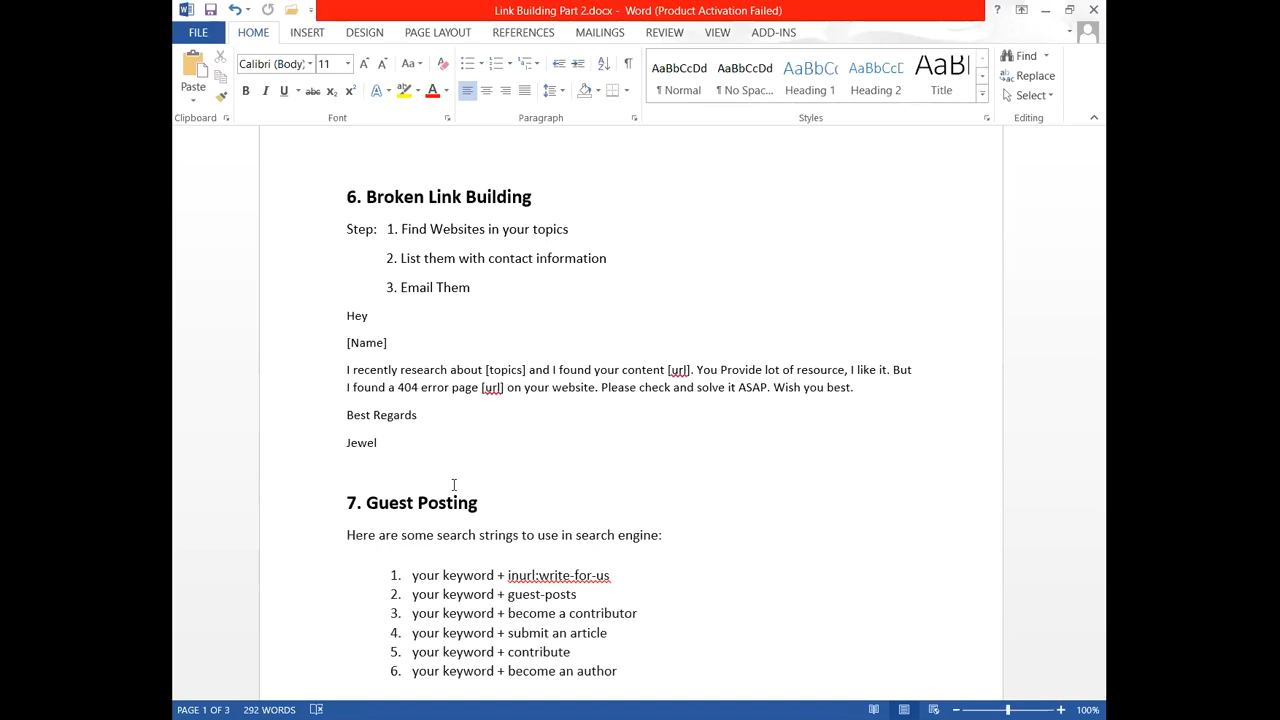 Link Building Part 2.docx - Word (Product Activation Failed)
FILE HOME INSERT DESIGN PAGE LAYOUT REFERENCES MAILINGS REVIEW VIEW ADD-INS
Paste
Calibri (Body) 11
AaBbCcDd AaBbCcDd AaBbCc AaBbCcD AaBl
¶ Normal ¶ No Spac... Heading 1 Heading 2 Title
Find
Replace
Select
Clipboard Font Paragraph Styles Editing
6. Broken Link Building
Step: 1. Find Websites in your topics
2. List them with contact information
3. Email Them
Hey
[Name]
I recently research about [topics] and I found your content [url]. You Provide lot of resource, I like it. But
I found a 404 error page [url] on your website. Please check and solve it ASAP. Wish you best.
Best Regards
Jewel
7. Guest Posting
Here are some search strings to use in search engine:
1. your keyword + inurl:write-for-us
2. your keyword + guest-posts
3. your keyword + become a contributor
4. your keyword + submit an article
5. your keyword + contribute
6. your keyword + become an author
PAGE 1 OF 3 292 WORDS 100%